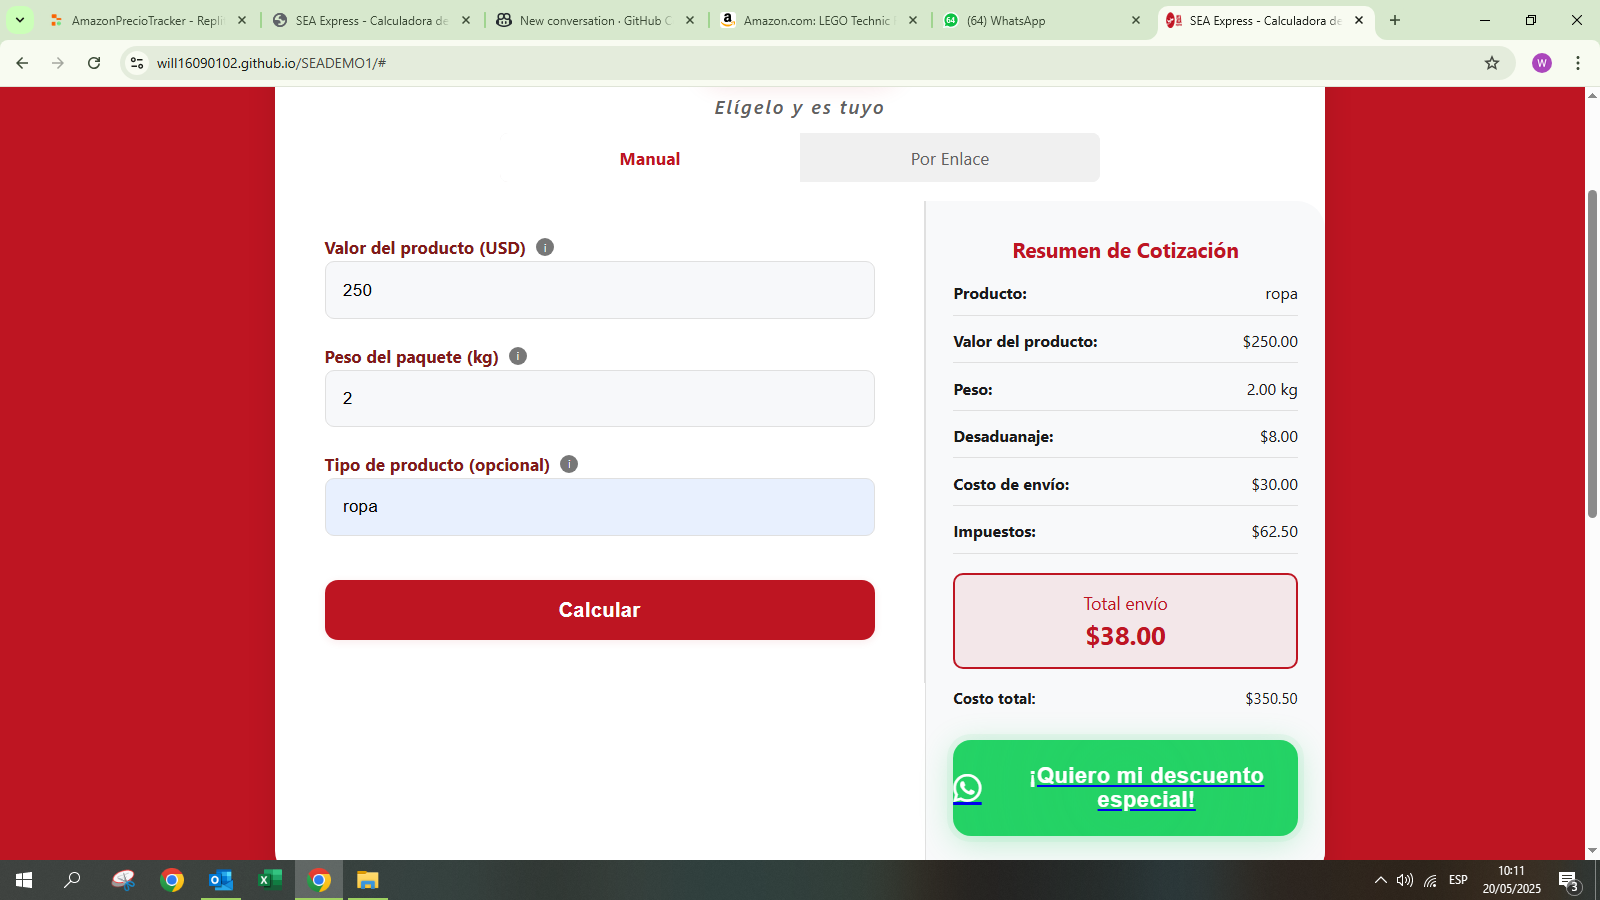 AmazonPrecioTracker - Repli
SEA Express - Calculadora de
New conversation · GitHub C
Amazon.com: LEGO Technic
64
(64) WhatsApp
SEA Express - Calculadora de
will16090102.github.io/SEADEMO1/#
W
Elígelo y es tuyo
Manual
Por Enlace
Valor del producto (USD) i
250
Peso del paquete (kg) i
2
Tipo de producto (opcional) i
ropa
Calcular
Resumen de Cotización
Producto: ropa
Valor del producto: $250.00
Peso: 2.00 kg
Desaduanaje: $8.00
Costo de envío: $30.00
Impuestos: $62.50
Total envío
$38.00
Costo total: $350.50
¡Quiero mi descuento
especial!
ESP
10:11
20/05/2025
3